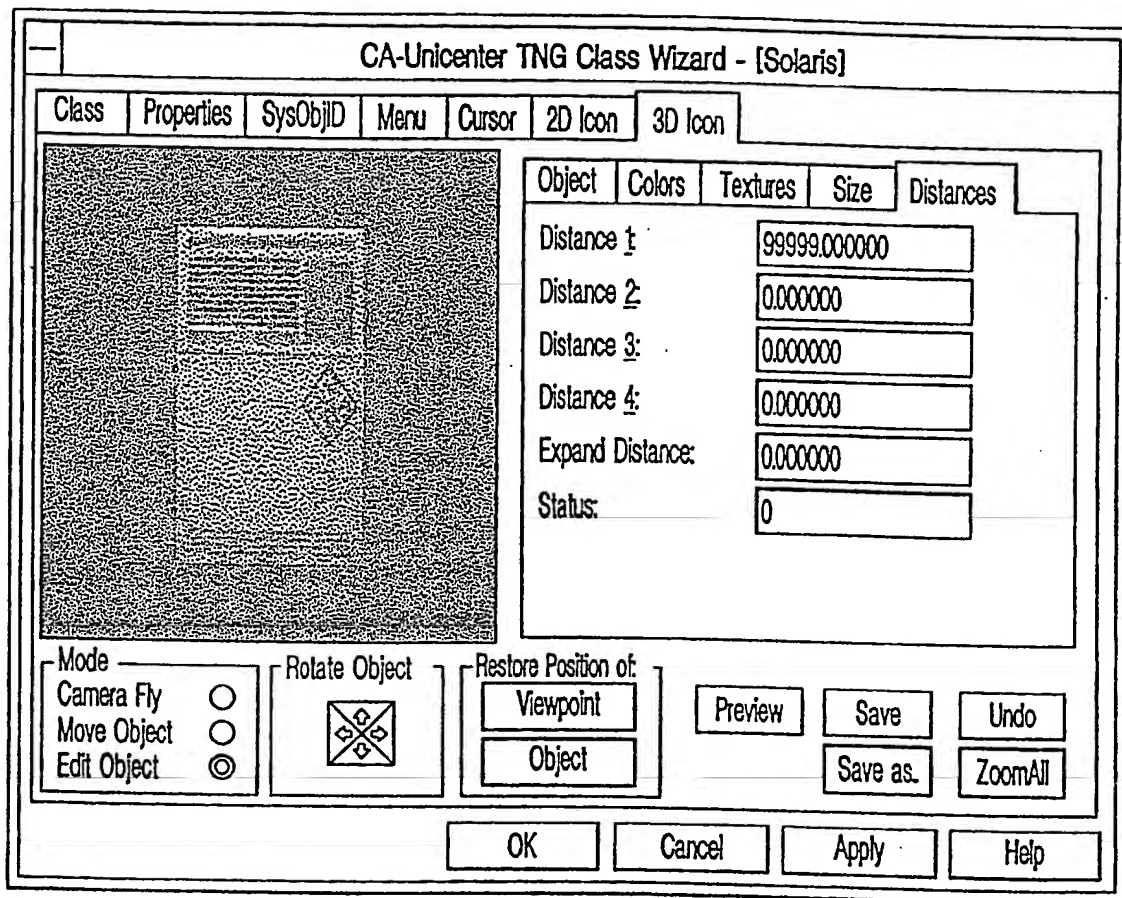 CA-Unicenter TNG Class Wizard - [Solaris]
Class Properties SysObjID Menu Cursor 2D Icon 3D Icon
Object Colors Textures Size Distances
Distance 1: 99999.000000
Distance 2: 0.000000
Distance 3: 0.000000
Distance 4: 0.000000
Expand Distance: 0.000000
Status: 0
Mode
Camera Fly
Move Object
Edit Object
Rotate Object
Restore Position of:
Viewpoint
Object
Preview Save Undo
Save as.. ZoomAll
OK Cancel Apply Help